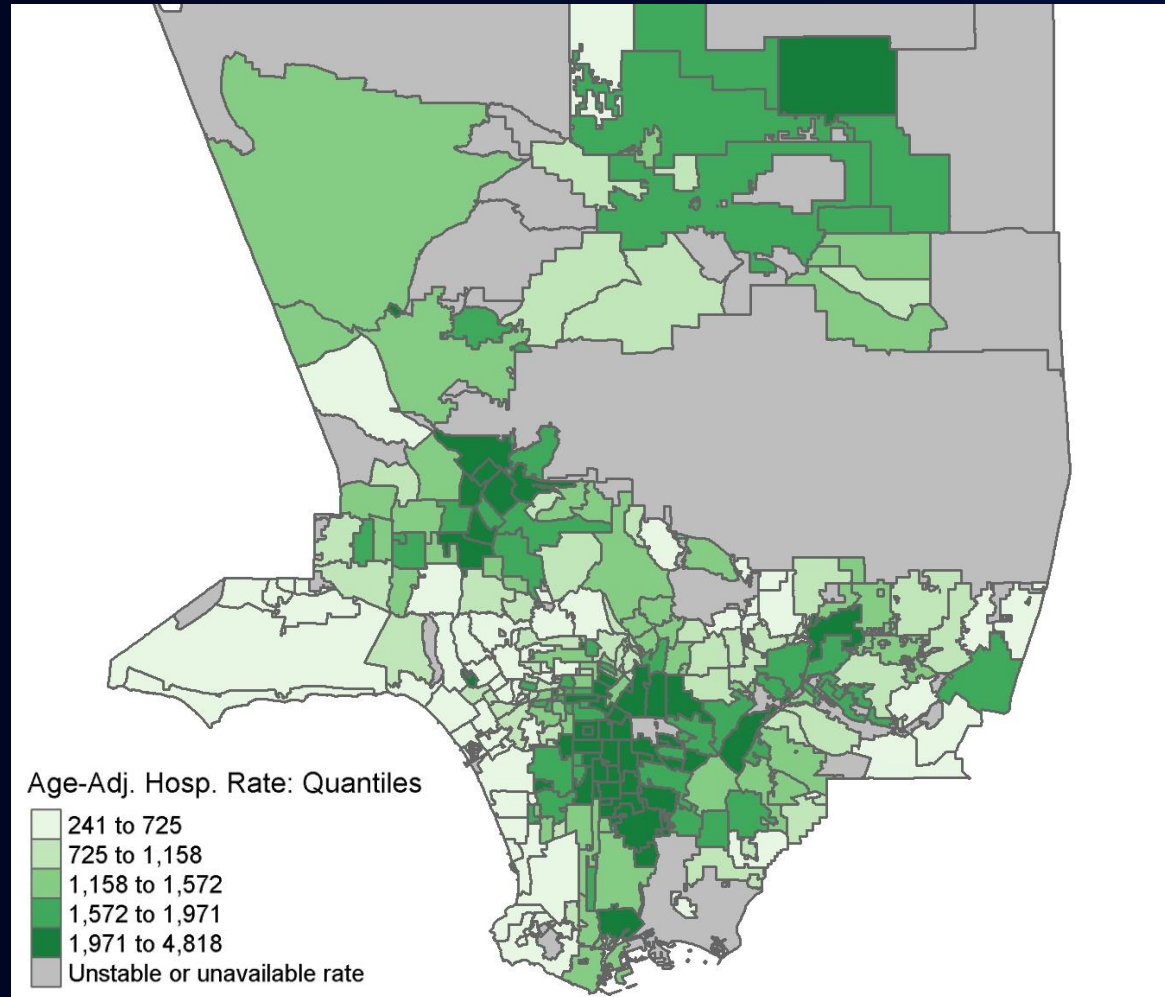 Age-Adj. Hosp. Rate: Quantiles
241 to 725
725 to 1,158
1,158 to 1,572
1,572 to 1,971
1,971 to 4,818
Unstable or unavailable rate